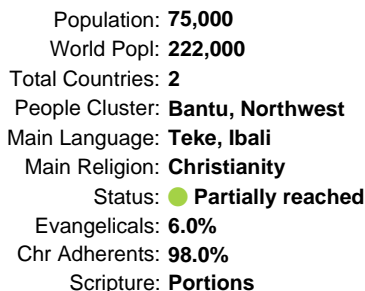 Population: 75,000
World Popl: 222,000
Total Countries: 2
People Cluster: Bantu, Northwest
Main Language: Teke, Ibali
Main Religion: Christianity
Status: Partially reached
Evangelicals: 6.0%
Chr Adherents: 98.0%
Scripture: Portions